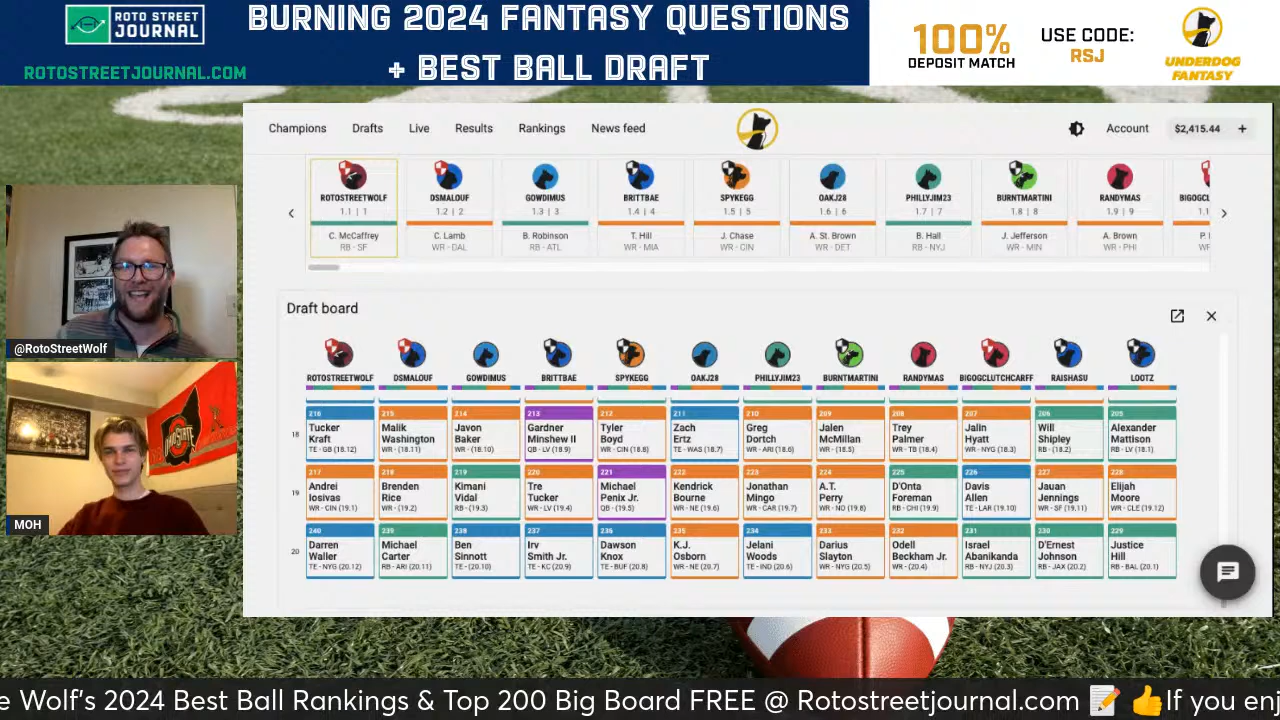 ROTO STREET
JOURNAL
ROTOSTREETJOURNAL.COM
BURNING 2024 FANTASY QUESTIONS
+ BEST BALL DRAFT
100%
DEPOSIT MATCH
USE CODE:
RSJ
UNDERDOG
FANTASY
Champions Drafts Live Results Rankings News feed Account $2,415.44 +
ROTOSTREETWOLF DSMALOUF GOWDIMUS BRITTBAE SPYKEGG OAKJ28 PHILLYJIM23 BURNTMARTINI RANDYMAS BIGOGCL
1.1 | 1 1.2 | 2 1.3 | 3 1.4 | 4 1.5 | 5 1.6 | 6 1.7 | 7 1.8 | 8 1.9 | 9 1.1
C. McCaffrey C. Lamb B. Robinson T. Hill J. Chase A. St. Brown B. Hall J. Jefferson A. Brown P.
RB - SF WR - DAL RB - ATL WR - MIA WR - CIN WR - DET RB - NYJ WR - MIN WR - PHI
Draft board
ROTOSTREETWOLF DSMALOUF GOWDIMUS BRITTBAE SPYKEGG OAKJ28 PHILLYJIM23 BURNTMARTINI RANDYMAS BIGOGCLUTCHCARFF RAISHASU LOOTZ
216 215 214 213 212 211 210 209 208 207 206 205
18 Tucker Malik Javon Gardner Tyler Zach Greg Jalen Trey Jalin Will Alexander
Kraft Washington Baker Minshew II Boyd Ertz Dortch McMillan Palmer Hyatt Shipley Mattison
TE - GB (18.12) WR - (18.11) WR - (18.10) QB - LV (18.9) WR - CIN (18.8) TE - WAS (18.7) WR - ARI (18.6) WR - (18.5) WR - TB (18.4) WR - NYG (18.3) RB - (18.2) RB - LV (18.1)
217 218 219 220 221 222 223 224 225 226 227 228
19 Andrei Brenden Kimani Tre Michael Kendrick Jonathan A.T. D'Onta Davis Jauan Elijah
Iosivas Rice Vidal Tucker Penix Jr. Bourne Mingo Perry Foreman Allen Jennings Moore
WR - CIN (19.1) WR - (19.2) RB - (19.3) WR - LV (19.4) QB - (19.5) WR - NE (19.6) WR - CAR (19.7) WR - NO (19.8) RB - CHI (19.9) TE - LAR (19.10) WR - SF (19.11) WR - CLE (19.12)
240 239 238 237 236 235 234 233 232 231 230 229
20 Darren Michael Ben Irv Dawson K.J. Jelani Darius Odell Israel D'Ernest Justice
Waller Carter Sinnott Smith Jr. Knox Osborn Woods Slayton Beckham Jr. Abanikanda Johnson Hill
TE - NYG (20.12) RB - ARI (20.11) TE - (20.10) TE - KC (20.9) TE - BUF (20.8) WR - NE (20.7) TE - IND (20.6) WR - NYG (20.5) WR - (20.4) RB - NYJ (20.3) RB - JAX (20.2) RB - BAL (20.1)
@RotoStreetWolf
OHIO STATE
MOH
e Wolf's 2024 Best Ball Rankings & Top 200 Big Board FREE @ Rotostreetjournal.com 📝 👍If you enj